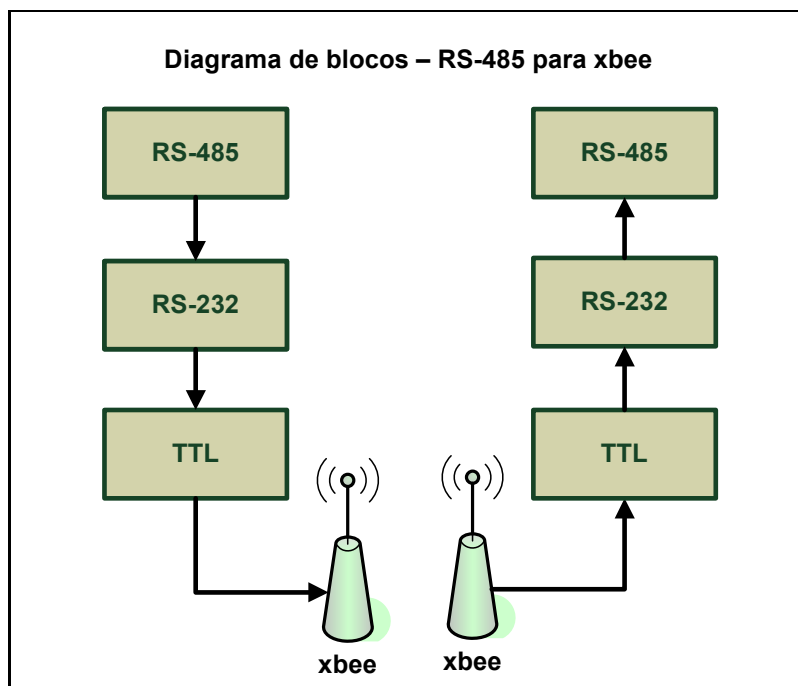 Diagrama de blocos – RS-485 para xbee
RS-485
RS-485
RS-232
RS-232
TTL
TTL
xbee
xbee